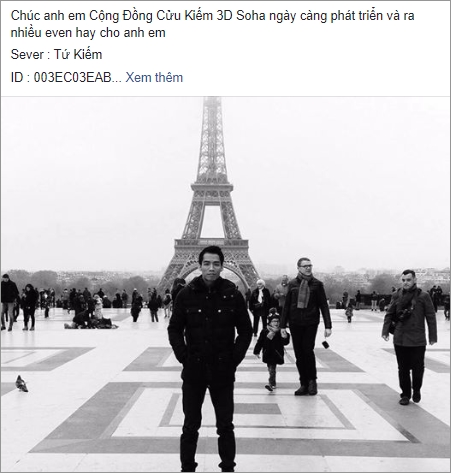 Chúc anh em Cộng Đồng Cửu Kiếm 3D Soha ngày càng phát triển và ra
nhiều even hay cho anh em
Sever : Tứ Kiếm
ID : 003EC03EAB... Xem thêm